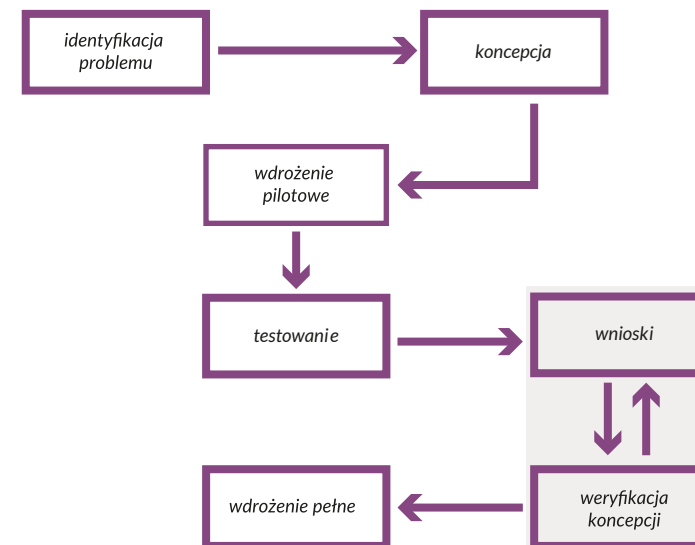 identyfikacja
problemu
koncepcja
wdrożenie
pilotowe
testowanie
wnioski
wdrożenie pełne
weryfikacja
koncepcji